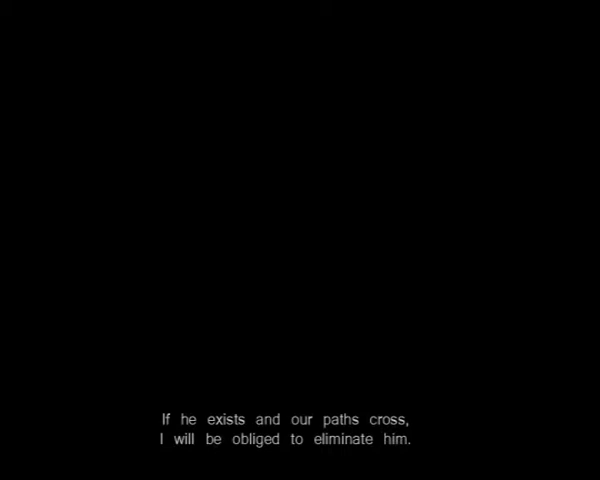 If he exists and our paths cross,
I will be obliged to eliminate him.